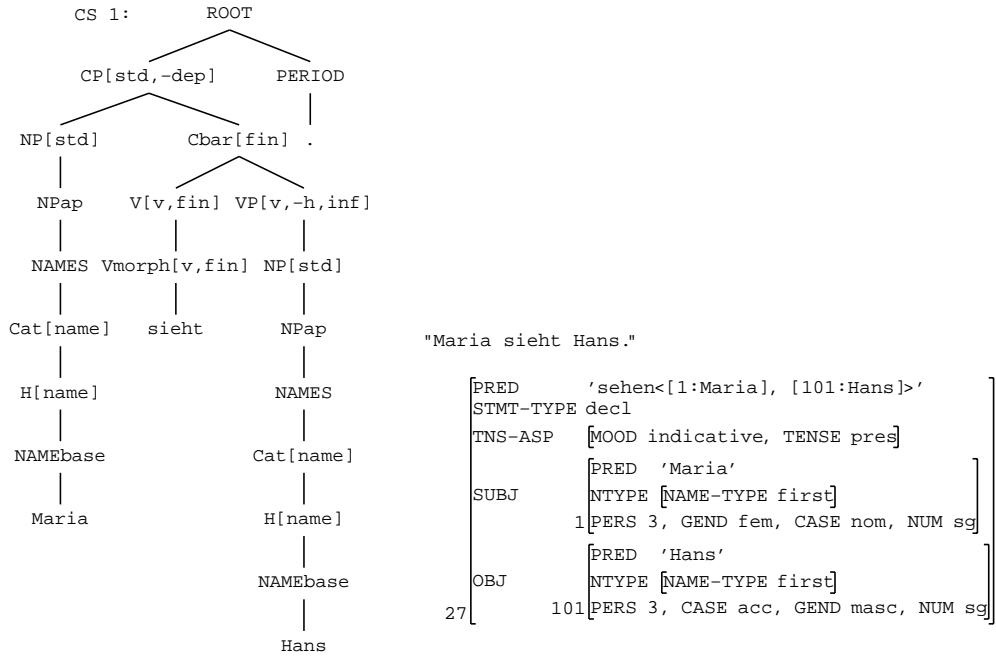 CS 1: ROOT
CP[std,−dep] PERIOD
NP[std] Cbar[fin] .
NPap V[v,fin] VP[v,−h,inf]
NAMES Vmorph[v,fin] NP[std]
Cat[name] sieht NPap
"Maria sieht Hans."
H[name] NAMES
NAMEbase Cat[name]
Maria H[name]
NAMEbase
Hans
PRED 'sehen<[1:Maria], [101:Hans]>'
STMT−TYPE decl
TNS−ASP [MOOD indicative, TENSE pres]
PRED 'Maria'
SUBJ NTYPE [NAME−TYPE first]
1 PERS 3, GEND fem, CASE nom, NUM sg
PRED 'Hans'
OBJ NTYPE [NAME−TYPE first]
27 101 PERS 3, CASE acc, GEND masc, NUM sg